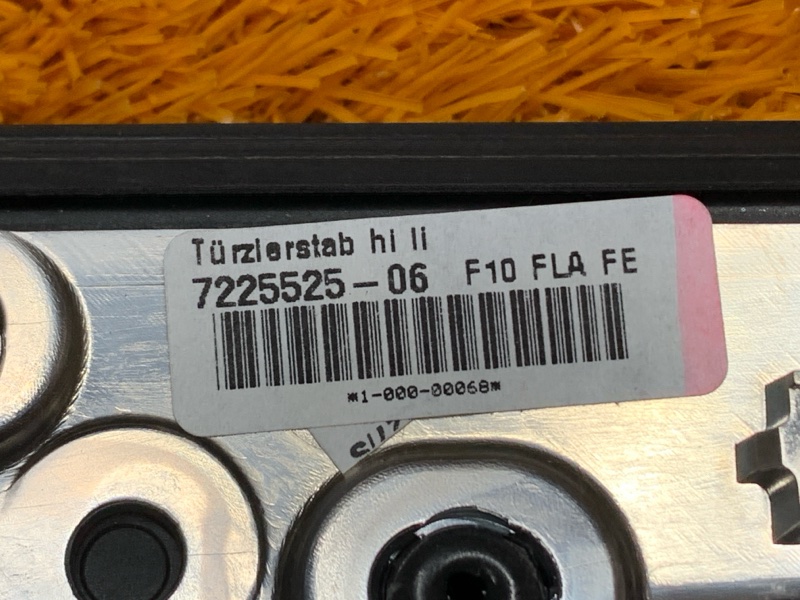 Türzierstab hi li
7225525-06 F10 FLA FE
*1-000-00068*